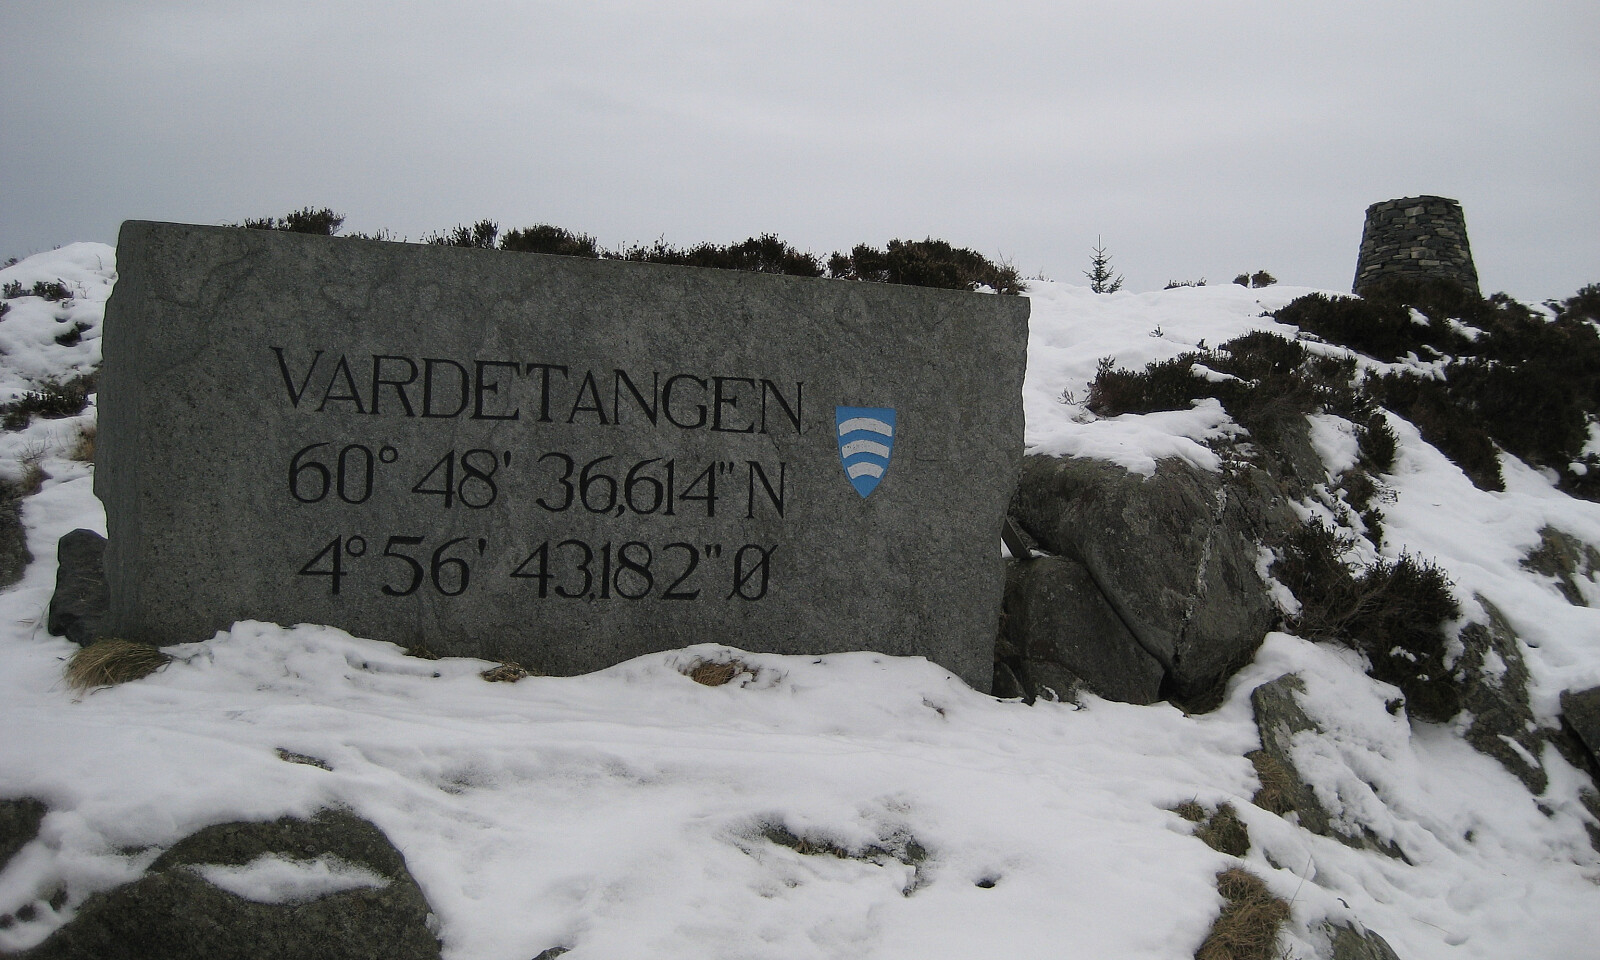 VARDETANGEN
60° 48' 36,614" N
4° 56' 43,182" Ø